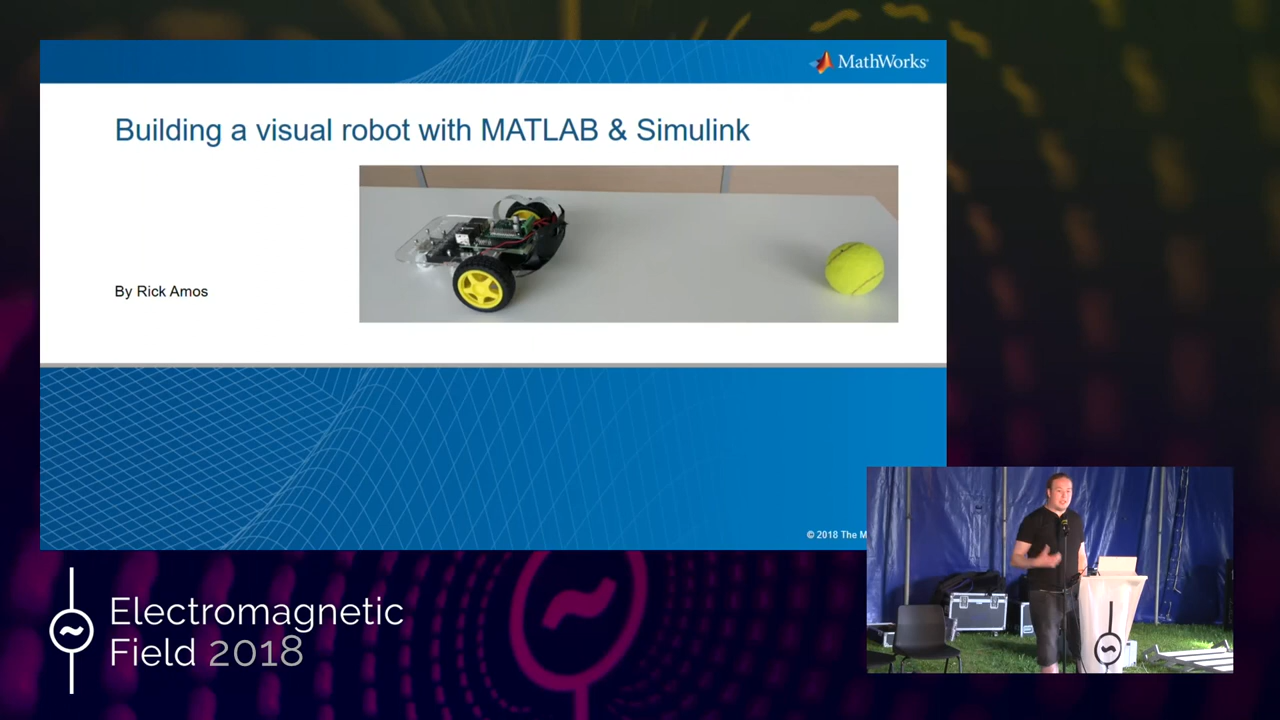 MathWorks
Building a visual robot with MATLAB & Simulink
By Rick Amos
© 2018 The
Electromagnetic
Field 2018